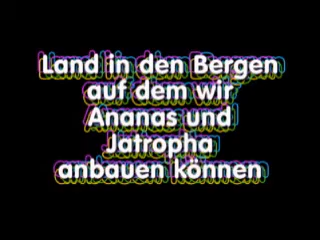 Land in den Bergen
auf dem wir
Ananas und
Jatropha
anbauen können